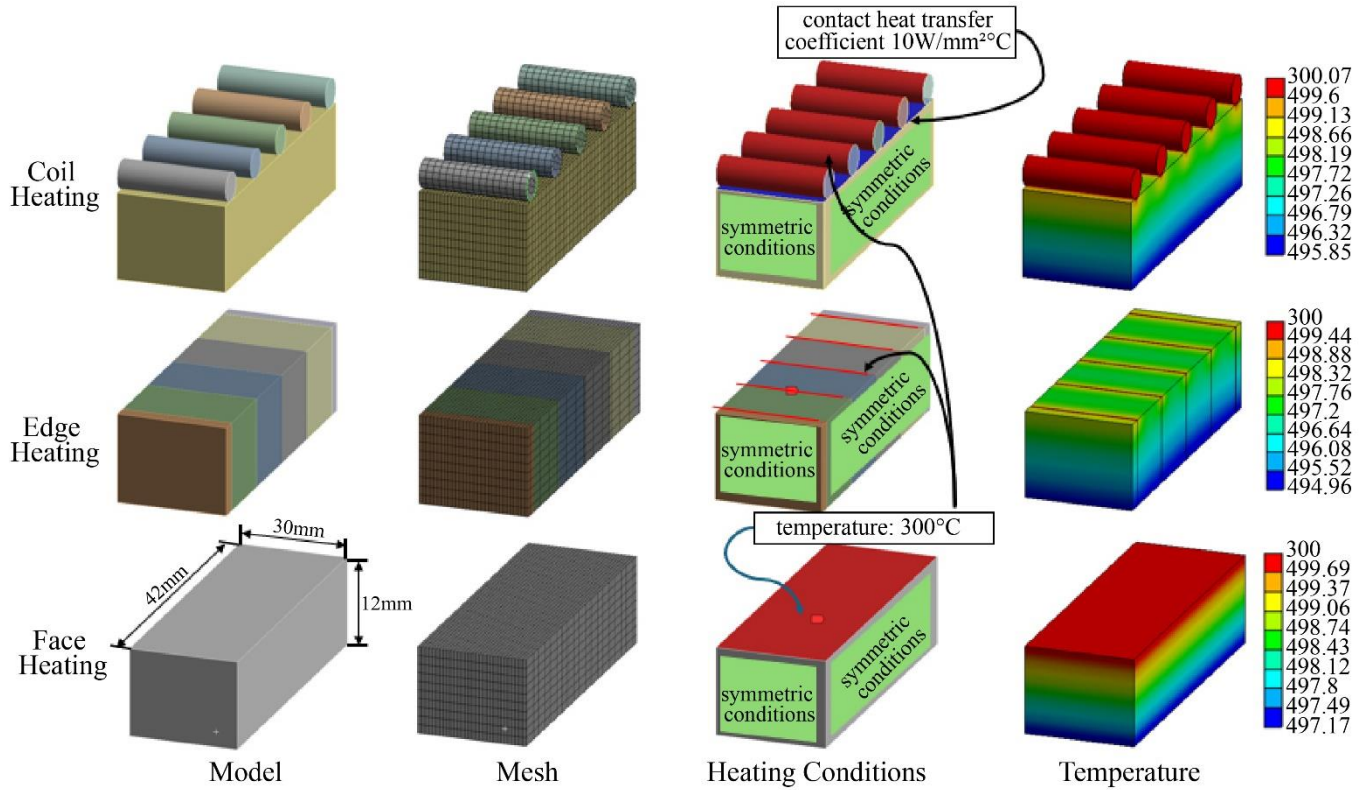 contact heat transfer
coefficient 10W/mm²°C
Coil
Heating
symmetric
conditions
symmetric
conditions
300.07
499.6
499.13
498.66
498.19
497.72
497.26
496.79
496.32
495.85
Edge
Heating
symmetric
conditions
symmetric
conditions
300
499.44
498.88
498.32
497.76
497.2
496.64
496.08
495.52
494.96
temperature: 300°C
Face
Heating
42mm
30mm
12mm
symmetric
conditions
symmetric
conditions
300
499.69
499.37
499.06
498.74
498.43
498.12
497.8
497.49
497.17
Model
Mesh
Heating Conditions
Temperature